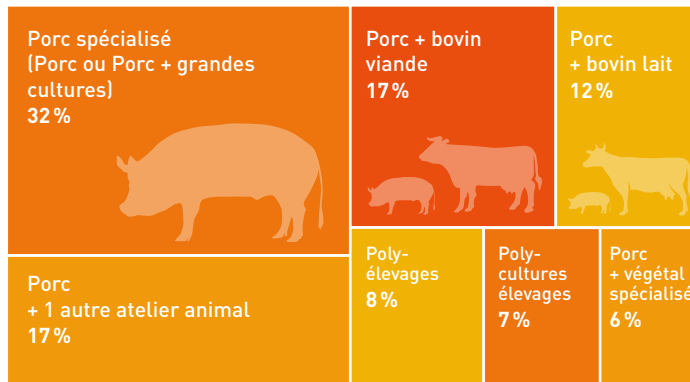 Porc spécialisé
(Porc ou Porc + grandes
cultures)
32 %
Porc + bovin
viande
17 %
Porc
+ bovin lait
12 %
Porc
+ 1 autre atelier animal
17 %
Poly-
élevages
8 %
Poly-
cultures
élevages
7 %
Porc
+ végétal
spécialisé
6 %